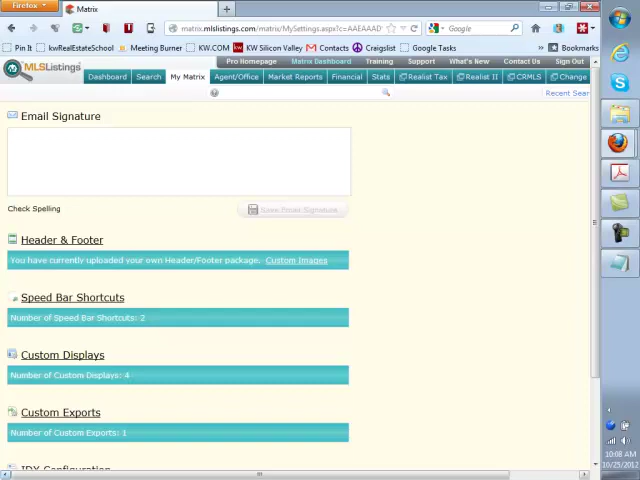 Firefox
Matrix
matrix.mlslistings.com/matrix/MySettings.aspx?c=AAEAAAD
Google
Pin It
kwRealEstateSchool
Meeting Burner
KW.COM
KW Silicon Valley
Contacts
Craigslist
Google Tasks
Bookmarks
MLSListings
Pro Homepage
Matrix Dashboard
Training
Support
What's New
Contact Us
Sign Out
Dashboard
Search
My Matrix
Agent/Office
Market Reports
Financial
Stats
Realist Tax
Realist II
CRMLS
Change
Recent Sear
Email Signature
Check Spelling
Save Email Signature
Header & Footer
You have currently uploaded your own Header/Footer package. Custom Images
Speed Bar Shortcuts
Number of Speed Bar Shortcuts: 2
Custom Displays
Number of Custom Displays: 4
Custom Exports
Number of Custom Exports: 1
IDX Configuration
10:08 AM
10/25/2012